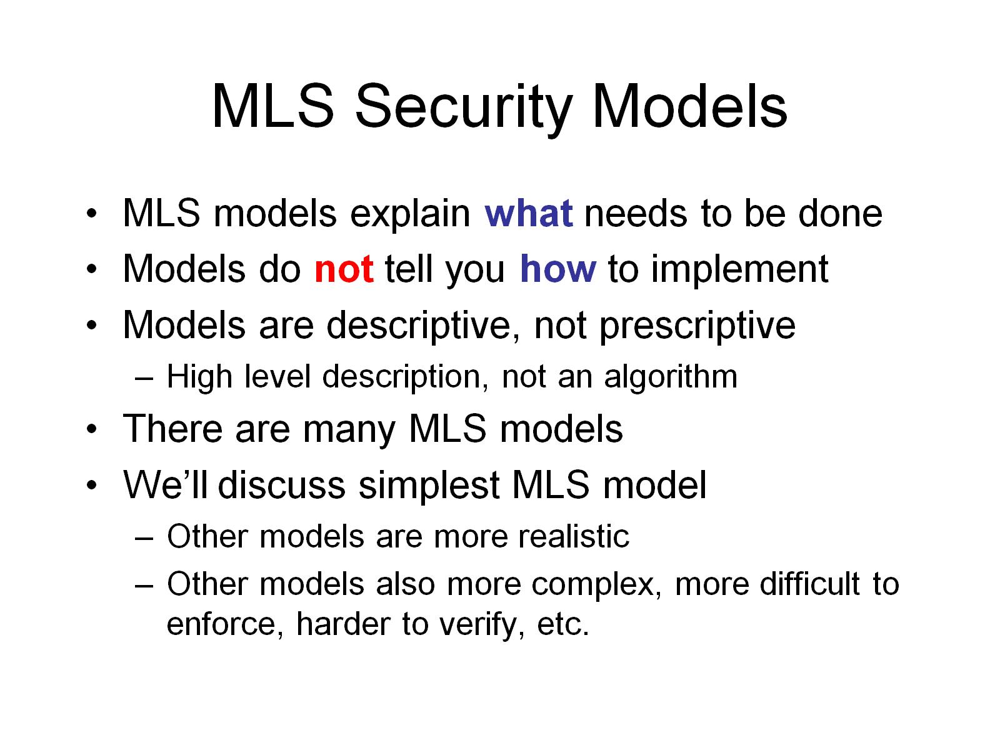 MLS Security Models
• MLS models explain what needs to be done
• Models do not tell you how to implement
• Models are descriptive, not prescriptive
– High level description, not an algorithm
• There are many MLS models
• We’ll discuss simplest MLS model
– Other models are more realistic
– Other models also more complex, more difficult to
enforce, harder to verify, etc.